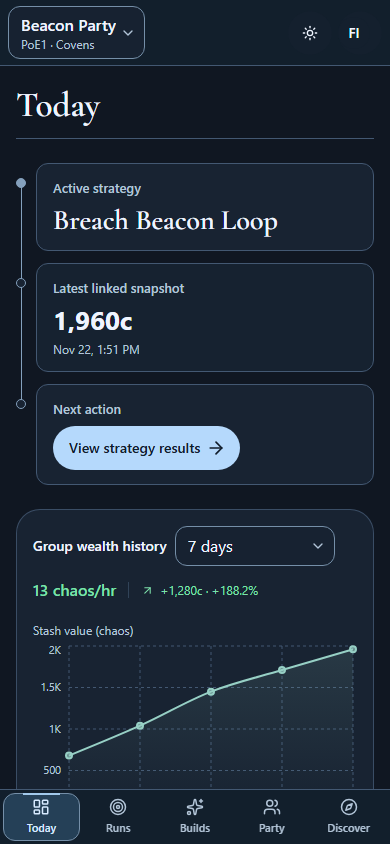 Beacon Party
PoE1 · Covens
FI
Today
Active strategy
Breach Beacon Loop
Latest linked snapshot
1,960c
Nov 22, 1:51 PM
Next action
View strategy results
Group wealth history
7 days
13 chaos/hr
+1,280c · +188.2%
Stash value (chaos)
2K
1.5K
1K
500
Today
Runs
Builds
Party
Discover